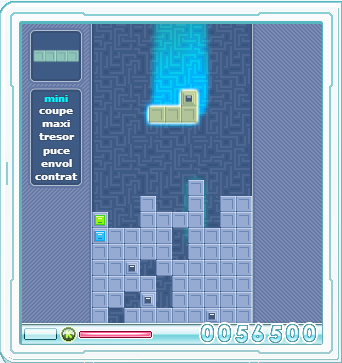 mini
coupe
maxi
tresor
puce
envol
contrat
0056500